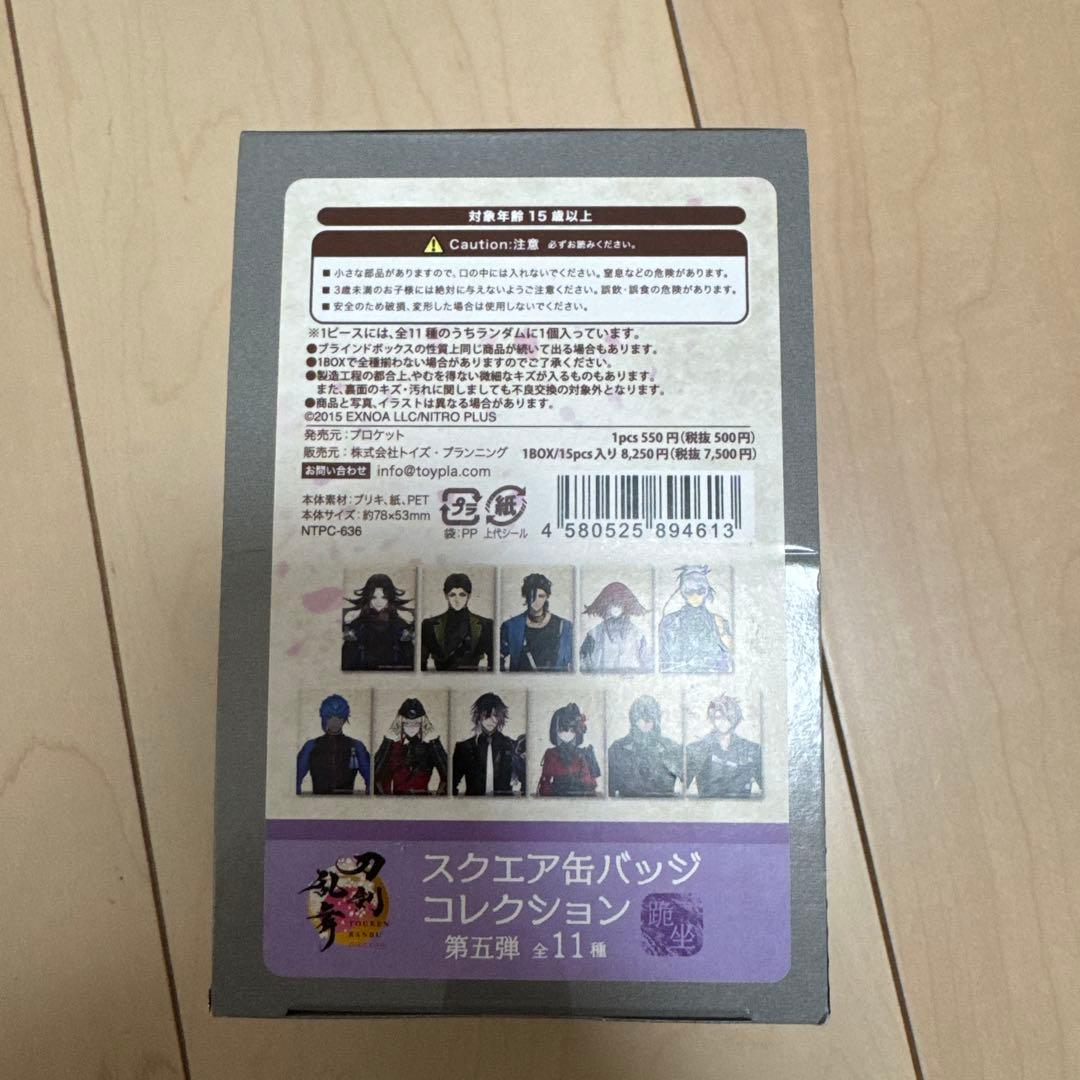 対象年齢15歳以上
Caution:注意 必ずお読みください。
■ 小さな部品がありますので、口の中には入れないでください。窒息などの危険があります。
■ 3歳未満のお子様には絶対に与えないようご注意ください。誤飲・誤食の危険があります。
■ 安全のため破損、変形した場合は使用しないでください。
※1ピースには、全11種のうちランダムに1個入っています。
●ブラインドボックスの性質上同じ商品が続いて出る場合もあります。
●1BOXで全種揃わない場合がありますのでご了承ください。
●製造工程の都合上、やむを得ない微細なキズが入るものもあります。
また、裏面のキズ・汚れに関しましても不良交換の対象外となります。
●商品と写真、イラストは異なる場合があります。
©2015 EXNOA LLC/NITRO PLUS
発売元:ブロケット 1pcs 550円(税抜 500円)
販売元:株式会社トイズ・プランニング 1BOX/15pcs入り 8,250円(税抜 7,500円)
お問い合わせ info@toypla.com
本体素材:ブリキ、紙、PET
本体サイズ:約78×53mm
NTPC-636
プラ 紙
袋:PP 上代シール
4 580525 894613
刀剣乱舞
TOUKEN
RANBU
スクエア缶バッジ
コレクション
跪坐
第五弾 全11種